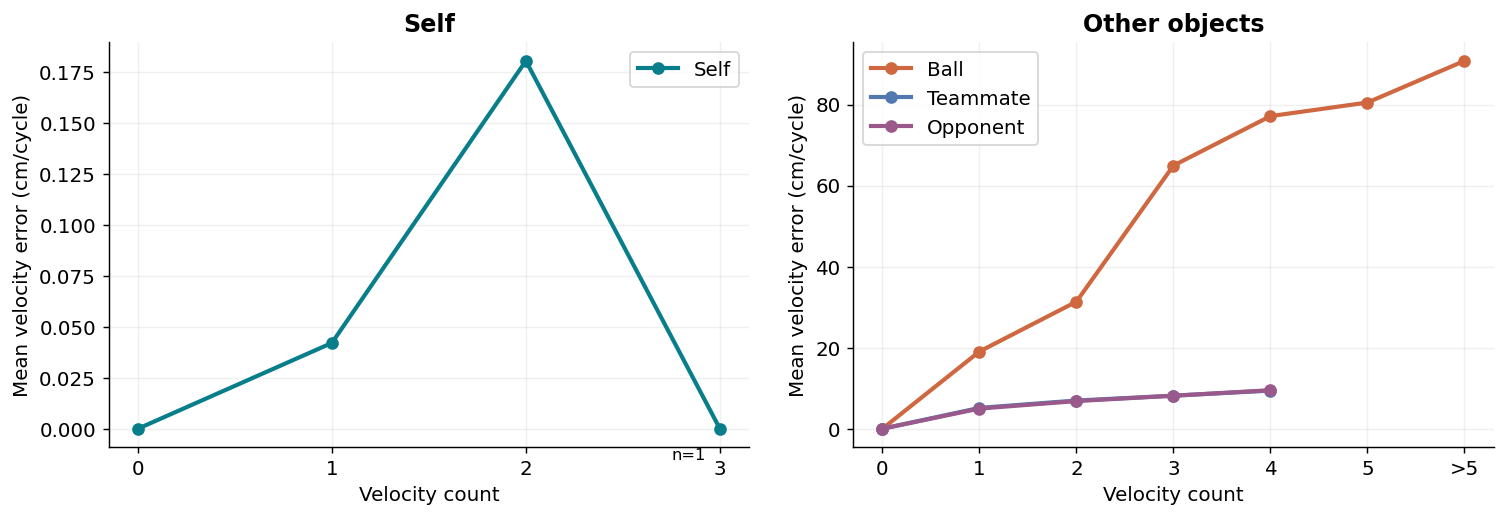 Self
Mean velocity error (cm/cycle)
0.175
0.150
0.125
0.100
0.075
0.050
0.025
0.000
Self
n=1
0 1 2 3
Velocity count
Other objects
Mean velocity error (cm/cycle)
80
60
40
20
0
Ball
Teammate
Opponent
0 1 2 3 4 5 >5
Velocity count